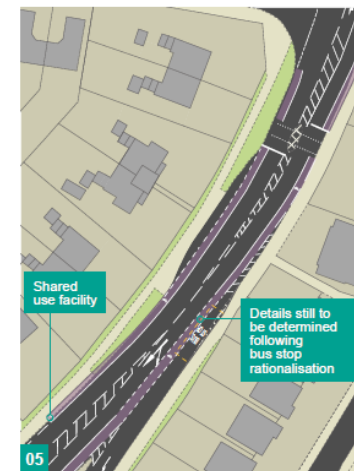 Shared
use facility
Details still to
be determined
following
bus stop
rationalisation
05